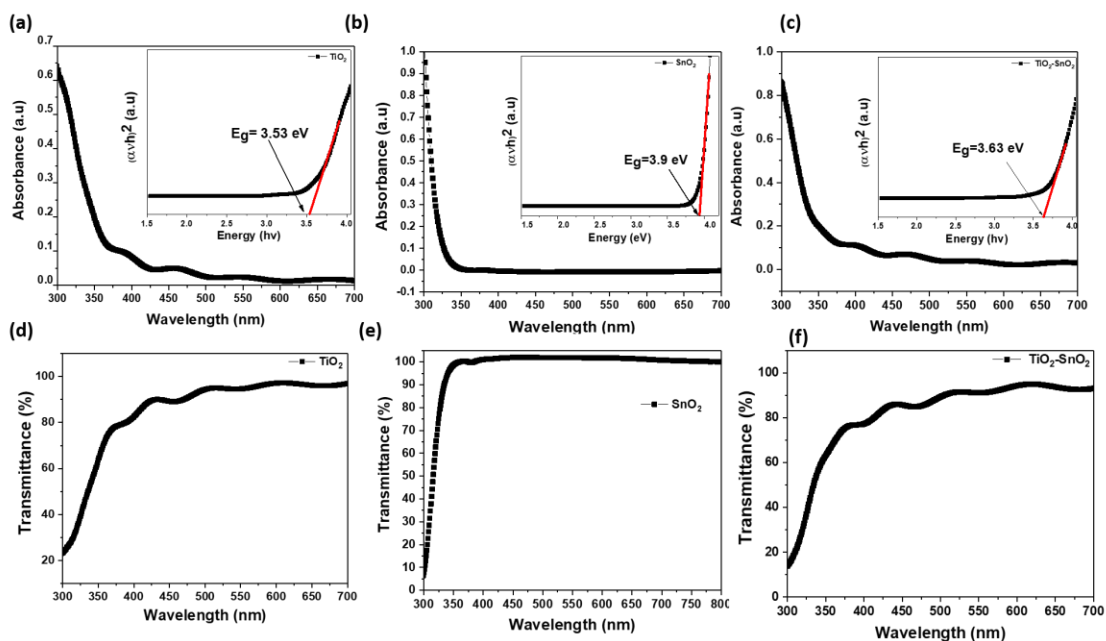 (a)
0.7
0.6
0.5
0.4
0.3
0.2
0.1
0.0
Absorbance (a.u)
300 350 400 450 500 550 600 650 700
Wavelength (nm)
TiO2
(ανh)2 (a.u)
Eg= 3.53 eV
1.5 2.0 2.5 3.0 3.5 4.0
Energy (hν)
(b)
1.0
0.9
0.8
0.7
0.6
0.5
0.4
0.3
0.2
0.1
0.0
-0.1
Absorbance (a.u)
300 350 400 450 500 550 600 650 700
Wavelength (nm)
SnO2
(ανh)2 (a.u)
Eg=3.9 eV
1.5 2.0 2.5 3.0 3.5 4.0
Energy (eV)
(c)
1.0
0.8
0.6
0.4
0.2
0.0
Absorbance (a.u)
300 350 400 450 500 550 600 650 700
Wavelength (nm)
TiO2-SnO2
(ανh)2 (a.u)
Eg=3.63 eV
1.5 2.0 2.5 3.0 3.5 4.0
Energy (hν)
(d)
TiO2
100
80
60
40
20
Transmittance (%)
300 350 400 450 500 550 600 650 700
Wavelength (nm)
(e)
SnO2
100
90
80
70
60
50
40
30
20
10
0
Transmittance (%)
300 350 400 450 500 550 600 650 700 750 800
Wavelength (nm)
(f)
TiO2-SnO2
100
80
60
40
20
0
Transmittance (%)
300 350 400 450 500 550 600 650 700
Wavelength (nm)